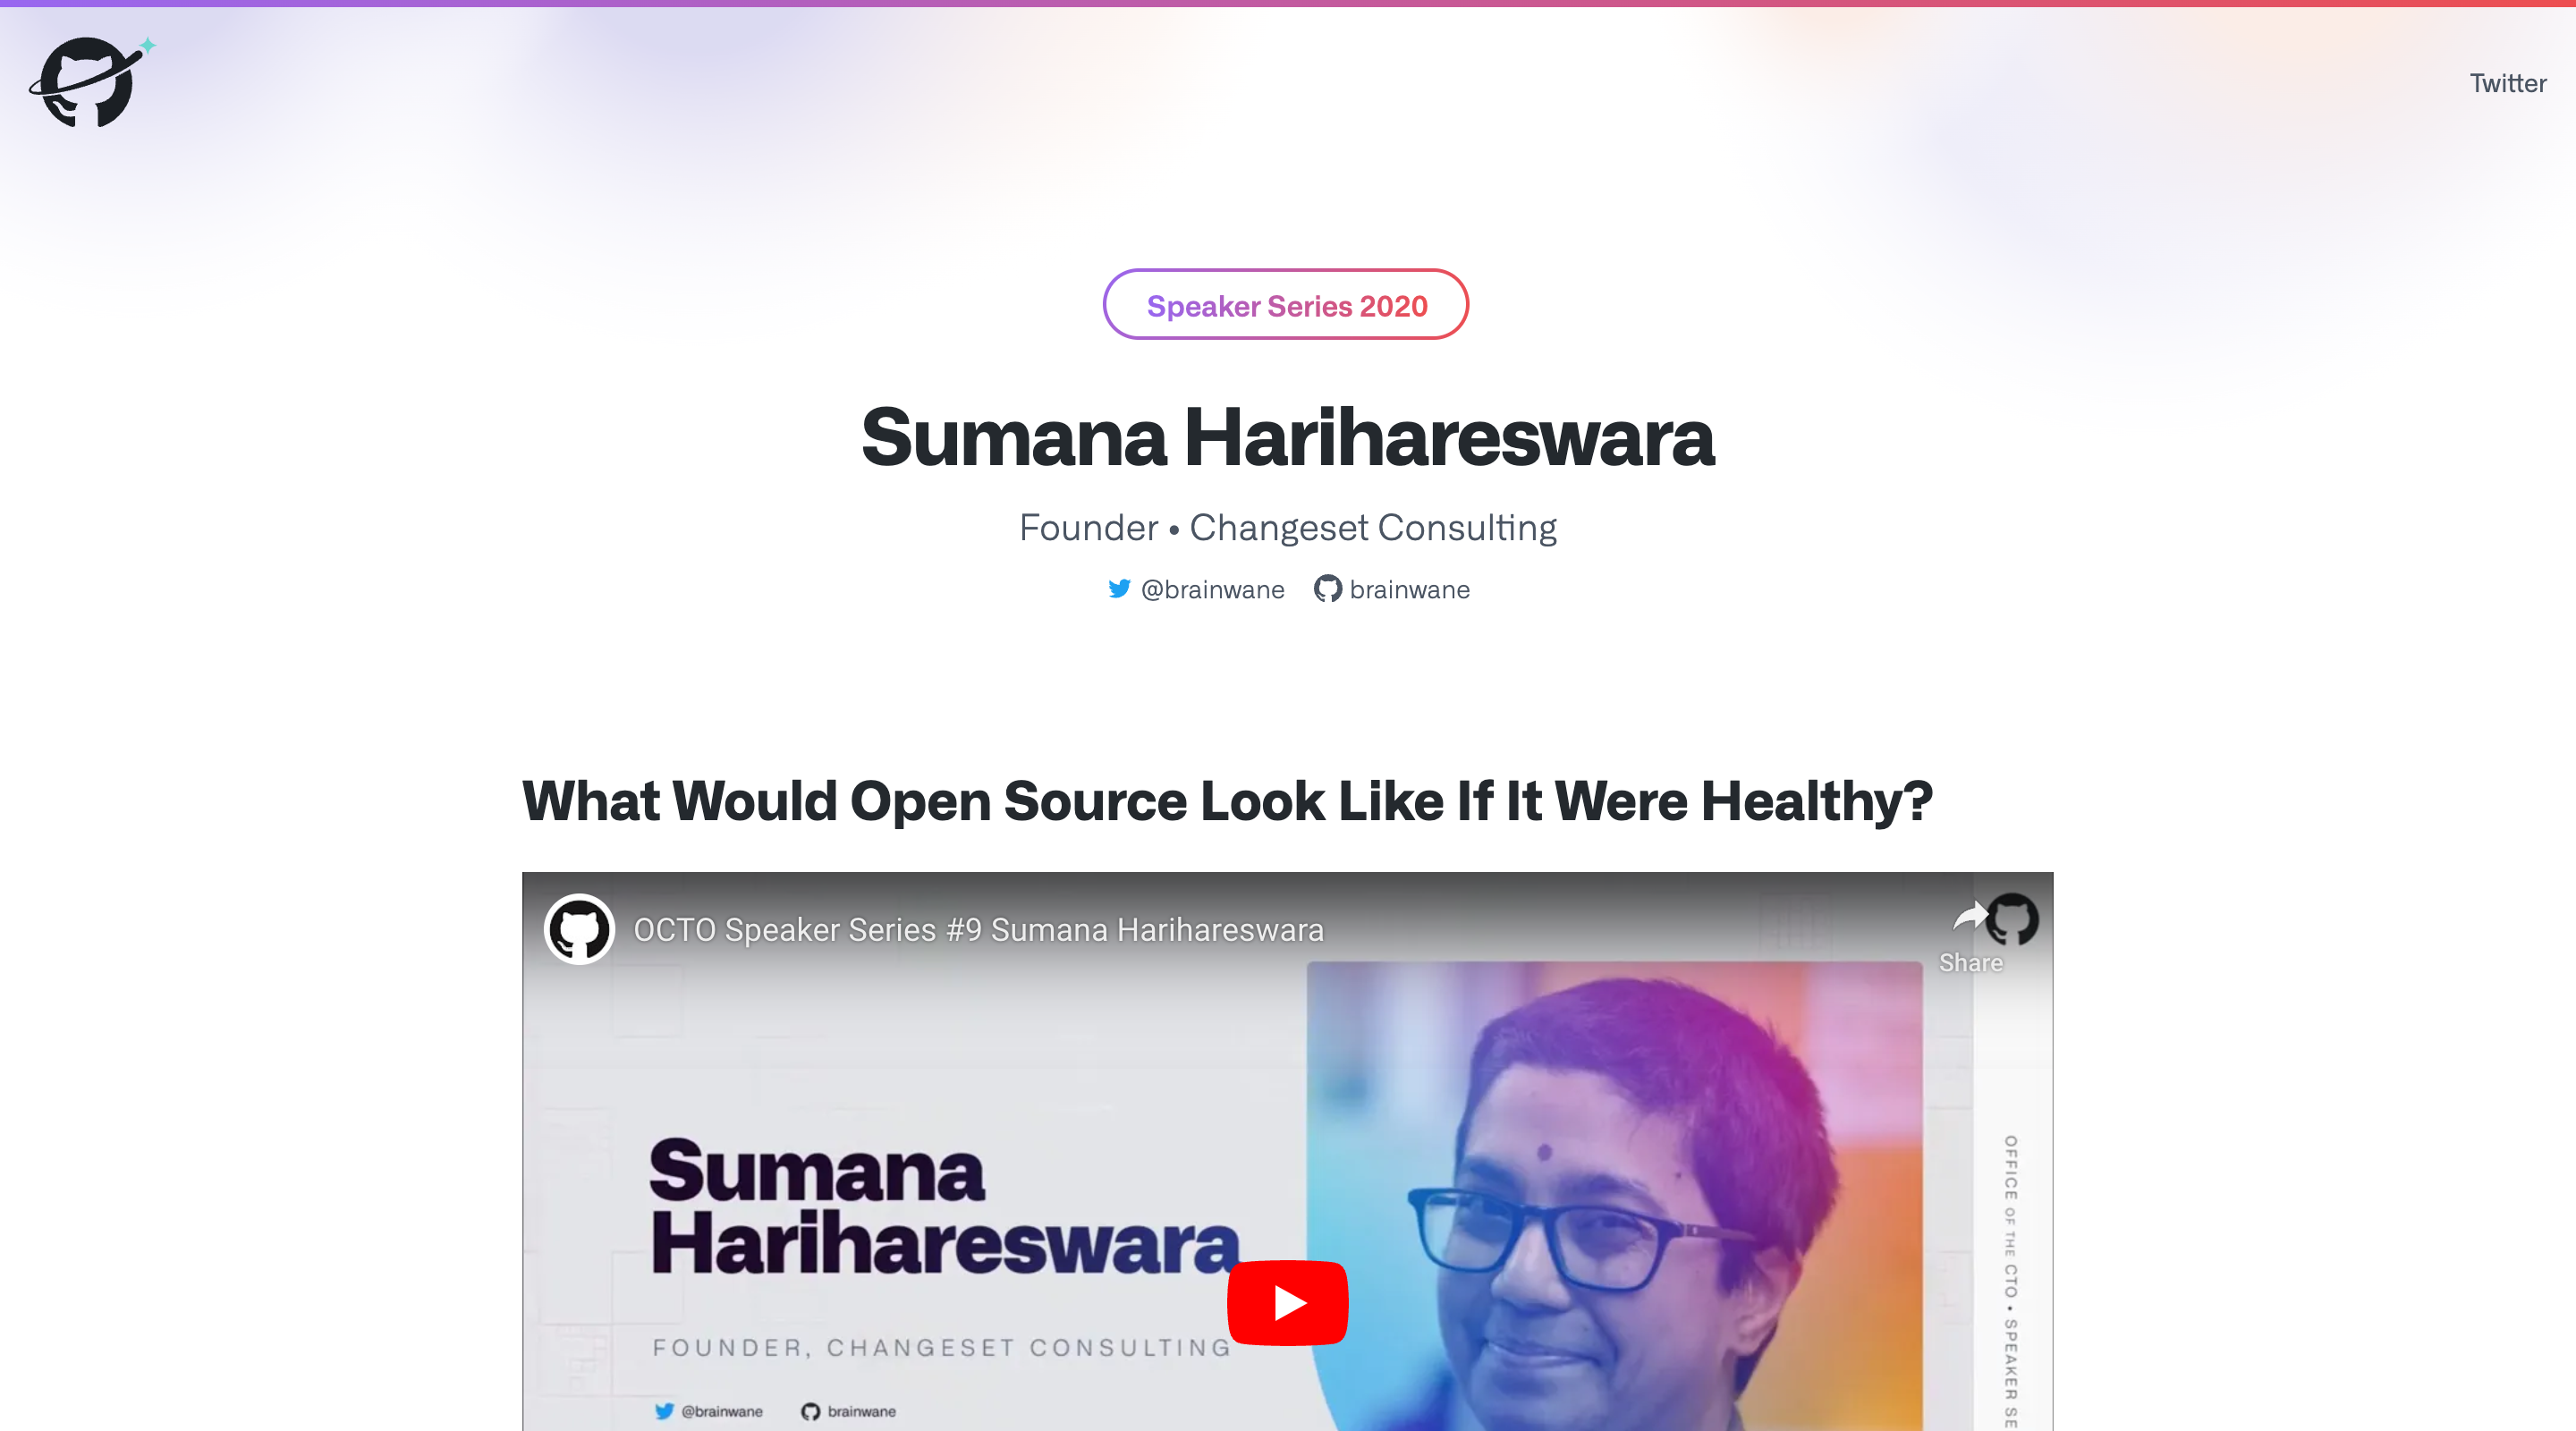 Twitter
Speaker Series 2020
Sumana Harihareswara
Founder • Changeset Consulting
@brainwane brainwane
What Would Open Source Look Like If It Were Healthy?
OCTO Speaker Series #9 Sumana Harihareswara
Share
Sumana
Harihareswara
FOUNDER, CHANGESET CONSULTING
@brainwane brainwane
OFFICE OF THE CTO • SPEAKER SE